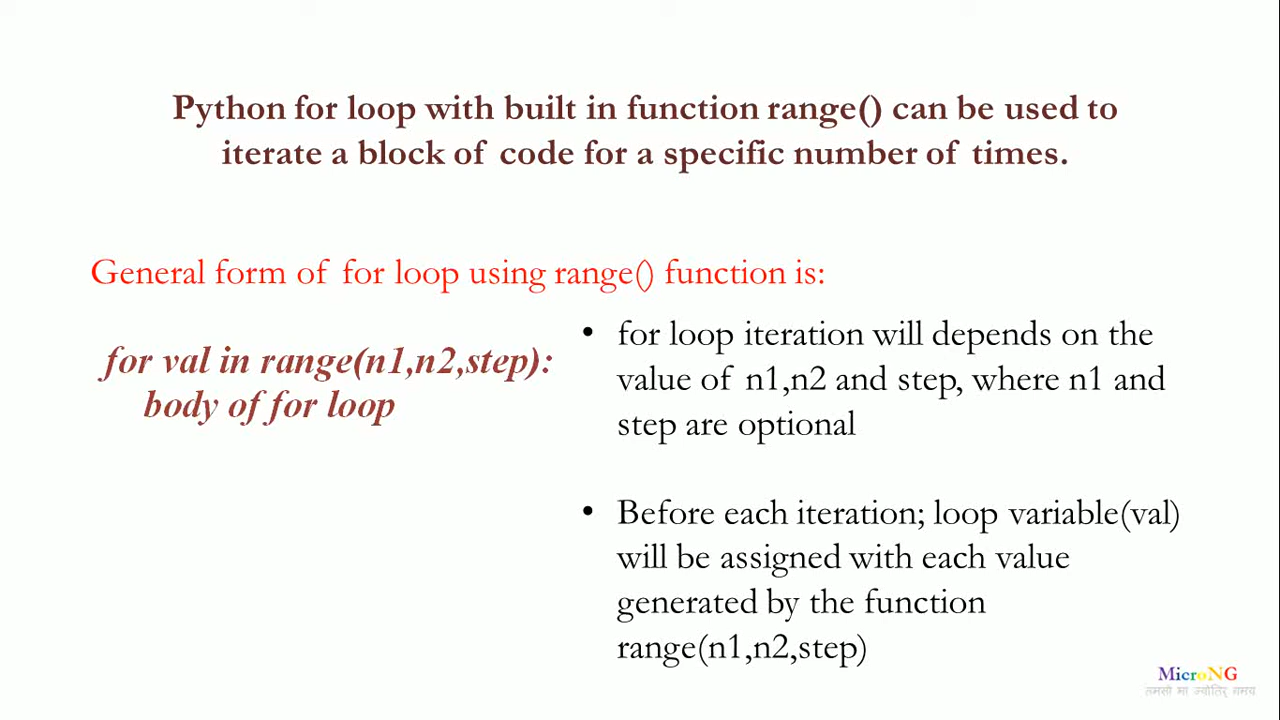 Python for loop with built in function range() can be used to
iterate a block of code for a specific number of times.
General form of for loop using range() function is:
for val in range(n1,n2,step):
body of for loop
• for loop iteration will depends on the
value of n1,n2 and step, where n1 and
step are optional
• Before each iteration; loop variable(val)
will be assigned with each value
generated by the function
range(n1,n2,step)
MicroNG
तमसो मा ज्योतिर् गमय